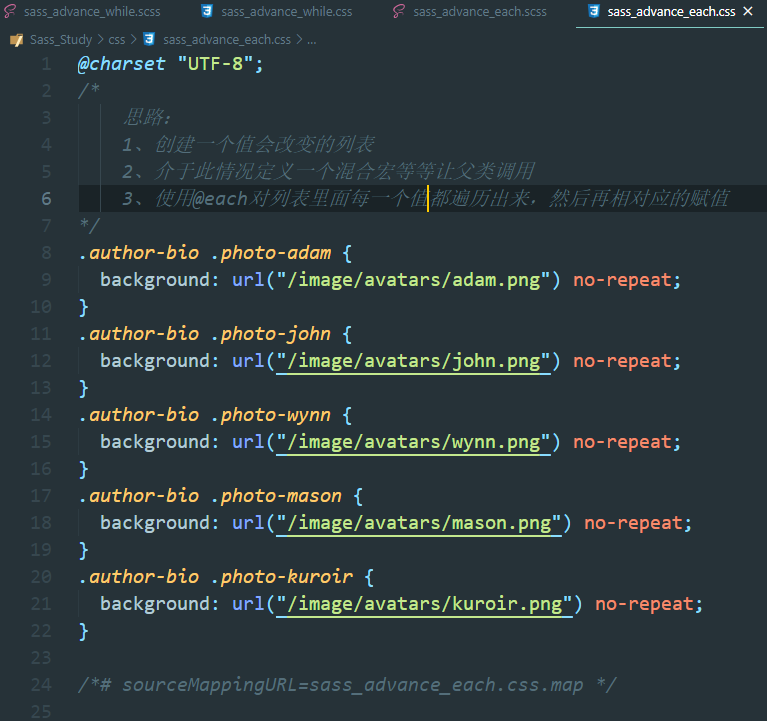 sass_advance_while.scss sass_advance_while.css sass_advance_each.scss sass_advance_each.css ×
Sass_Study > css > sass_advance_each.css > ...
1 @charset "UTF-8";
2 /*
3 思路：
4 1、创建一个值会改变的列表
5 2、介于此情况定义一个混合宏等等让父类调用
6 3、使用@each对列表里面每一个值都遍历出来，然后再相对应的赋值
7 */
8 .author-bio .photo-adam {
9 background: url("/image/avatars/adam.png") no-repeat;
10 }
11 .author-bio .photo-john {
12 background: url("/image/avatars/john.png") no-repeat;
13 }
14 .author-bio .photo-wynn {
15 background: url("/image/avatars/wynn.png") no-repeat;
16 }
17 .author-bio .photo-mason {
18 background: url("/image/avatars/mason.png") no-repeat;
19 }
20 .author-bio .photo-kuroir {
21 background: url("/image/avatars/kuroir.png") no-repeat;
22 }
23
24 /*# sourceMappingURL=sass_advance_each.css.map */
25